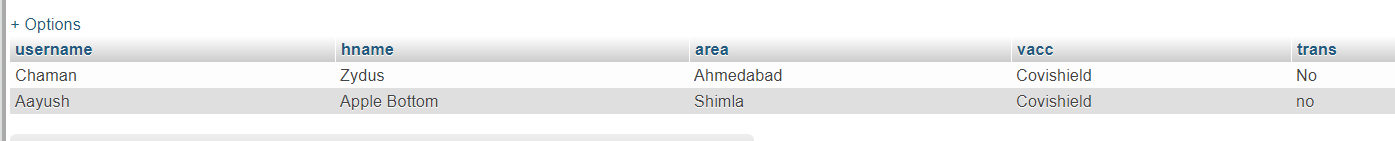 + Options
username hname area vacc trans
Chaman Zydus Ahmedabad Covishield No
Aayush Apple Bottom Shimla Covishield no